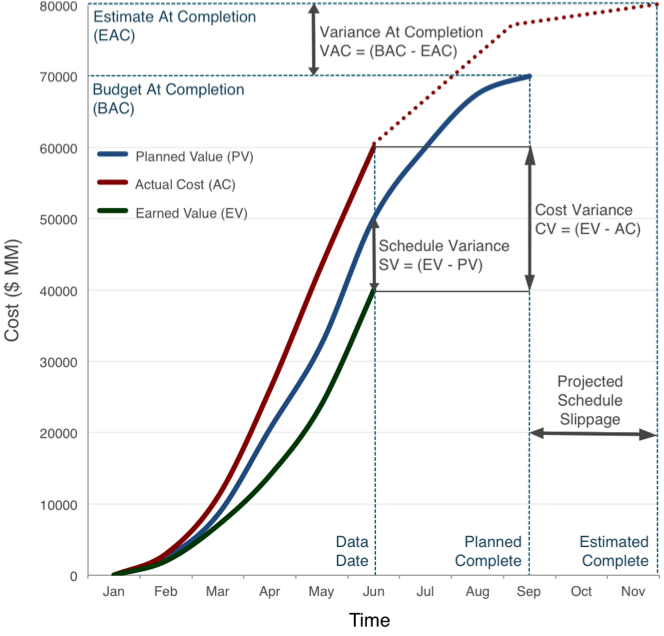 80000
Estimate At Completion
(EAC)
Variance At Completion
VAC = (BAC - EAC)
70000
Budget At Completion
(BAC)
60000
Planned Value (PV)
Actual Cost (AC)
Earned Value (EV)
Cost Variance
CV = (EV - AC)
50000
Schedule Variance
SV = (EV - PV)
40000
Cost ($ MM)
30000
Projected
Schedule
Slippage
20000
10000
Data
Date
Planned
Complete
Estimated
Complete
0
Jan Feb Mar Apr May Jun Jul Aug Sep Oct Nov
Time